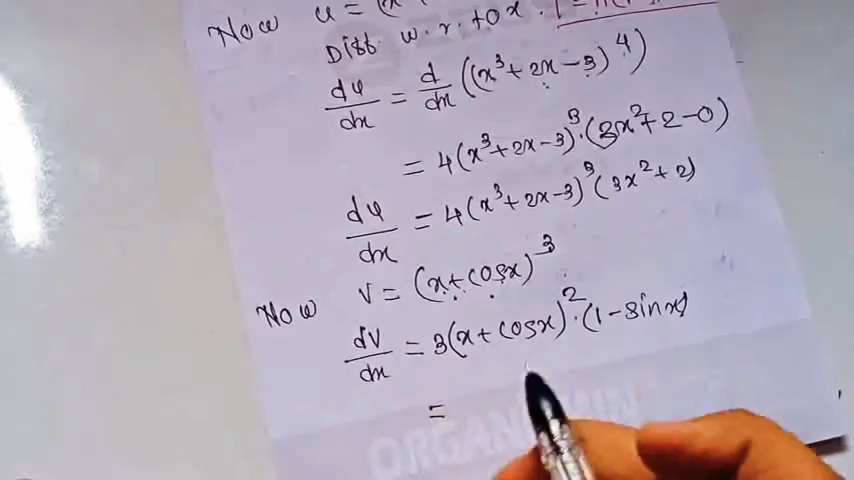 Now u = (x
Diff. w.r. to x.
du/dx = d/dx ((x³ + 2x - 3)⁴)
= 4(x³ + 2x - 3)³ · (3x² + 2 - 0)
du/dx = 4(x³ + 2x - 3)³ (3x² + 2)
Now V = (x + cosx)³
dV/dx = 3(x + cosx)² · (1 - sinx)
=